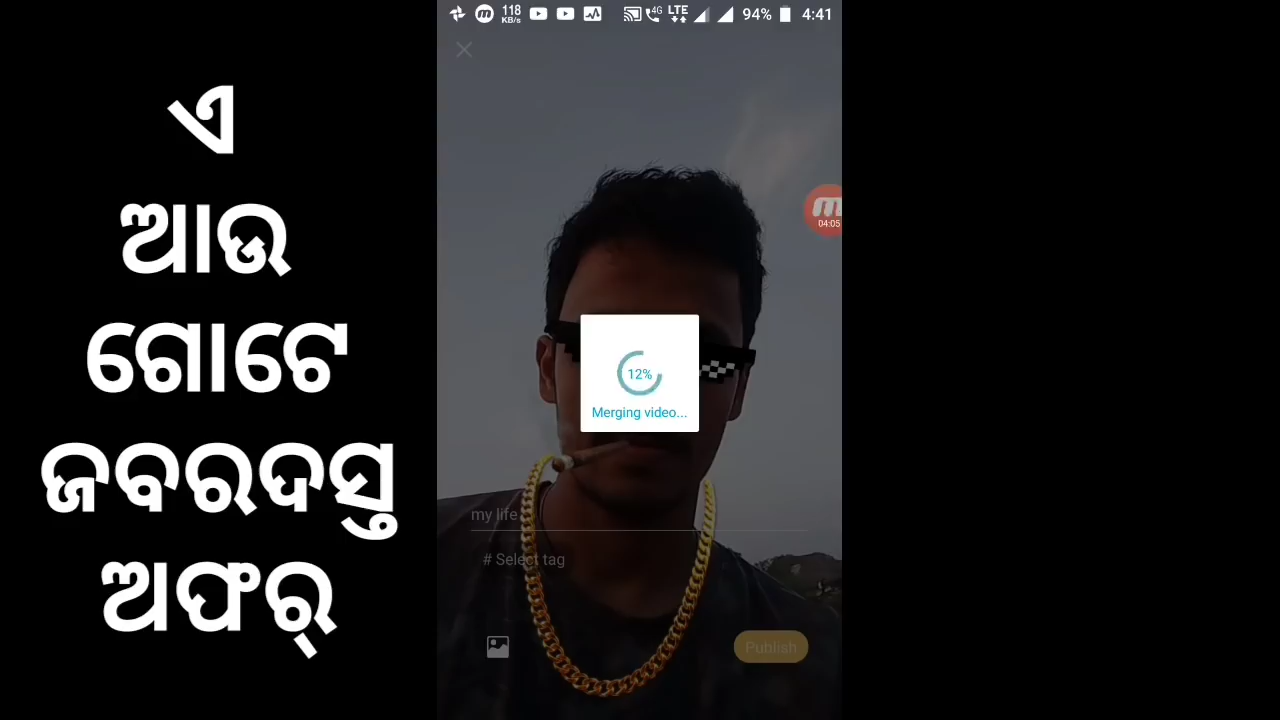 ଏ
ଆଉ
ଗୋଟେ
ଜବରଦସ୍ତ
ଅଫର୍
118 KB/s 4G LTE 94% 4:41
04:05
12%
Merging video...
my life
# Select tag
Publish